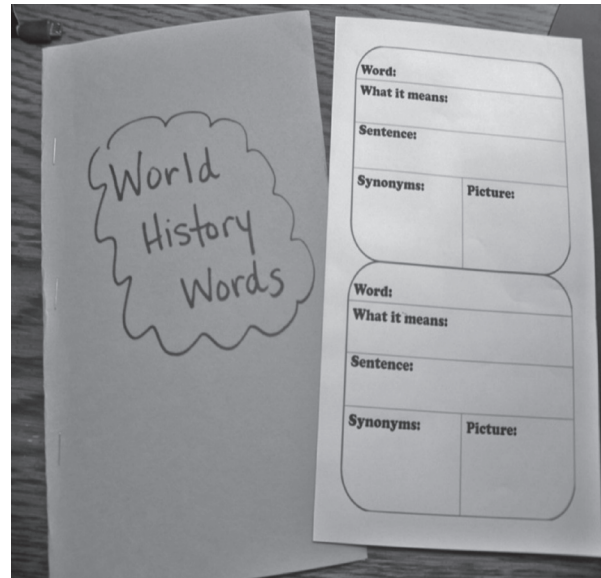 World
History
Words
Word:
What it means:
Sentence:
Synonyms: Picture:
Word:
What it means:
Sentence:
Synonyms: Picture: